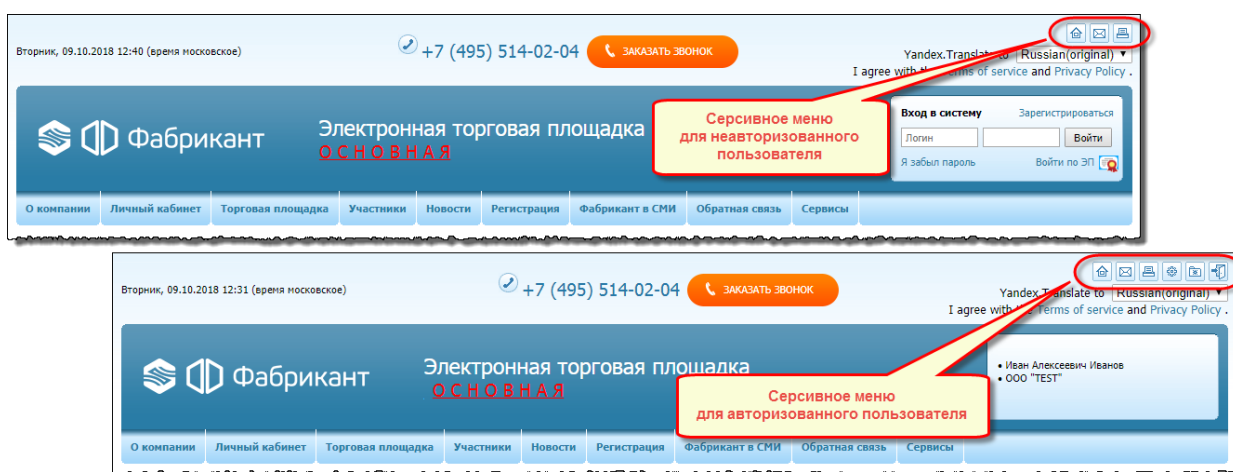 Вторник, 09.10.2018 12:40 (время московское)
+7 (495) 514-02-04
ЗАКАЗАТЬ ЗВОНОК
Yandex.Translate to Russian(original)
I agree with the Terms of service and Privacy Policy .
Фабрикант
Электронная торговая площадка
ОСНОВНАЯ
Серсивное меню
для неавторизованного
пользователя
Вход в систему
Зарегистрироваться
Логин
Войти
Я забыл пароль
Войти по ЭП
О компании Личный кабинет Торговая площадка Участники Новости Регистрация Фабрикант в СМИ Обратная связь Сервисы
Вторник, 09.10.2018 12:31 (время московское)
+7 (495) 514-02-04
ЗАКАЗАТЬ ЗВОНОК
Yandex.Translate to Russian(original)
I agree with the Terms of service and Privacy Policy .
Фабрикант
Электронная торговая площадка
ОСНОВНАЯ
Серсивное меню
для авторизованного пользователя
• Иван Алексеевич Иванов
• ООО "TEST"
О компании Личный кабинет Торговая площадка Участники Новости Регистрация Фабрикант в СМИ Обратная связь Сервисы